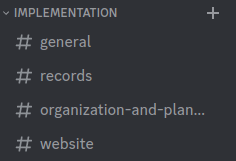 IMPLEMENTATION
# general
# records
# organization-and-plan...
# website